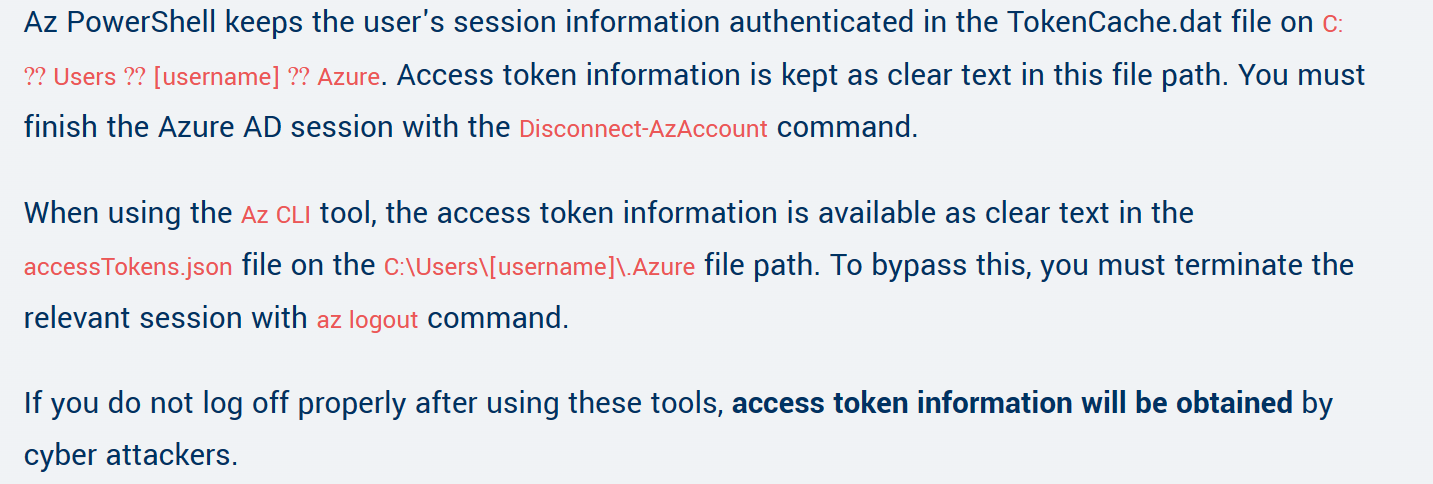 Az PowerShell keeps the user's session information authenticated in the TokenCache.dat file on C:
?? Users ?? [username] ?? Azure. Access token information is kept as clear text in this file path. You must
finish the Azure AD session with the Disconnect-AzAccount command.
When using the Az CLI tool, the access token information is available as clear text in the
accessTokens.json file on the C:\Users\[username]\.Azure file path. To bypass this, you must terminate the
relevant session with az logout command.
If you do not log off properly after using these tools, access token information will be obtained by
cyber attackers.